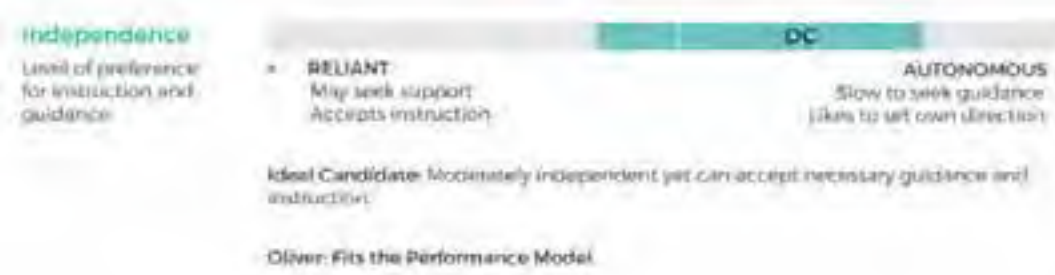 Independence
Level of preference
for instruction and
guidance
DC
• RELIANT
May seek support
Accepts instruction
AUTONOMOUS
Slow to seek guidance
Likes to set own direction
Ideal Candidate: Moderately independent yet can accept necessary guidance and
instruction.
Oliver: Fits the Performance Model.